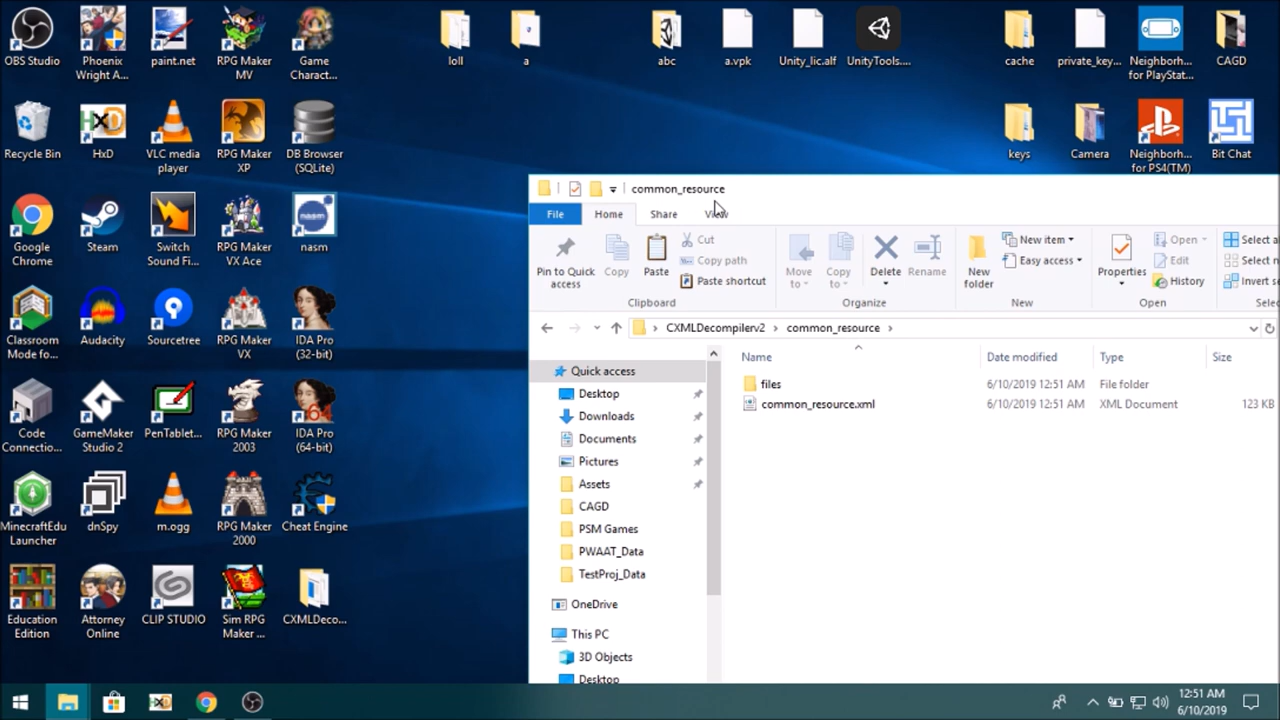 OBS Studio
Phoenix
Wright A...
paint.net
RPG Maker
MV
Game
Charact...
loll
a
abc
a.vpk
Unity_lic.alf
UnityTools....
cache
private_key...
Neighborh...
for PlayStat...
CAGD
Recycle Bin
HxD
VLC media
player
RPG Maker
XP
DB Browser
(SQLite)
keys
Camera
Neighborh...
for PS4(TM)
Bit Chat
Google
Chrome
Steam
Switch
Sound Fi...
RPG Maker
VX Ace
nasm
Classroom
Mode for...
Audacity
Sourcetree
RPG Maker
VX
IDA Pro
(32-bit)
Code
Connectio...
GameMaker
Studio 2
PenTablet...
RPG Maker
2003
64
IDA Pro
(64-bit)
MinecraftEdu
Launcher
dnSpy
m.ogg
RPG Maker
2000
Cheat Engine
Education
Edition
Attorney
Online
CLIP STUDIO
Sim RPG
Maker ...
CXMLDeco...
common_resource
File
Home
Share
View
Pin to Quick
access
Copy
Paste
Cut
Copy path
Paste shortcut
Clipboard
Move
to
Copy
to
Delete
Rename
Organize
New
folder
New item
Easy access
New
Properties
Open
Edit
History
Open
Select a
Select n
Invert s
Selec
CXMLDecompilerv2
common_resource
Name
Date modified
Type
Size
files
6/10/2019 12:51 AM
File folder
common_resource.xml
6/10/2019 12:51 AM
XML Document
123 KB
Quick access
Desktop
Downloads
Documents
Pictures
Assets
CAGD
PSM Games
PWAAT_Data
TestProj_Data
OneDrive
This PC
3D Objects
Desktop
12:51 AM
6/10/2019